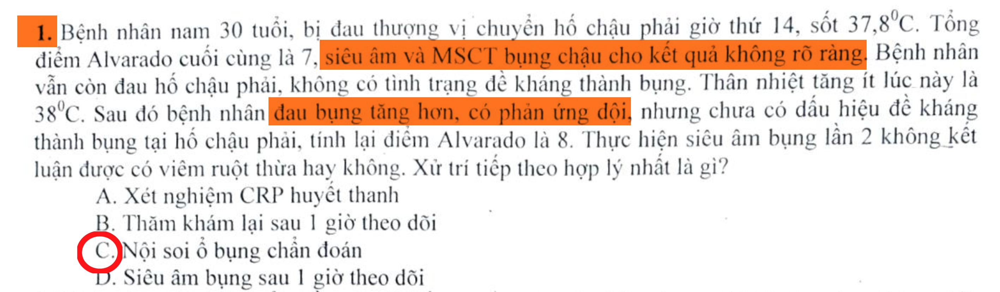 1. Bệnh nhân nam 30 tuổi, bị đau thượng vị chuyển hố chậu phải giờ thứ 14, sốt 37,8⁰C. Tổng
điểm Alvarado cuối cùng là 7, siêu âm và MSCT bụng chậu cho kết quả không rõ ràng. Bệnh nhân
vẫn còn đau hố chậu phải, không có tình trạng đề kháng thành bụng. Thân nhiệt tăng ít lúc này là
38⁰C. Sau đó bệnh nhân đau bụng tăng hơn, có phản ứng dội, nhưng chưa có dấu hiệu đề kháng
thành bụng tại hố chậu phải, tính lại điểm Alvarado là 8. Thực hiện siêu âm bụng lần 2 không kết
luận được có viêm ruột thừa hay không. Xử trí tiếp theo hợp lý nhất là gì?
A. Xét nghiệm CRP huyết thanh
B. Thăm khám lại sau 1 giờ theo dõi
C. Nội soi ổ bụng chẩn đoán
D. Siêu âm bụng sau 1 giờ theo dõi